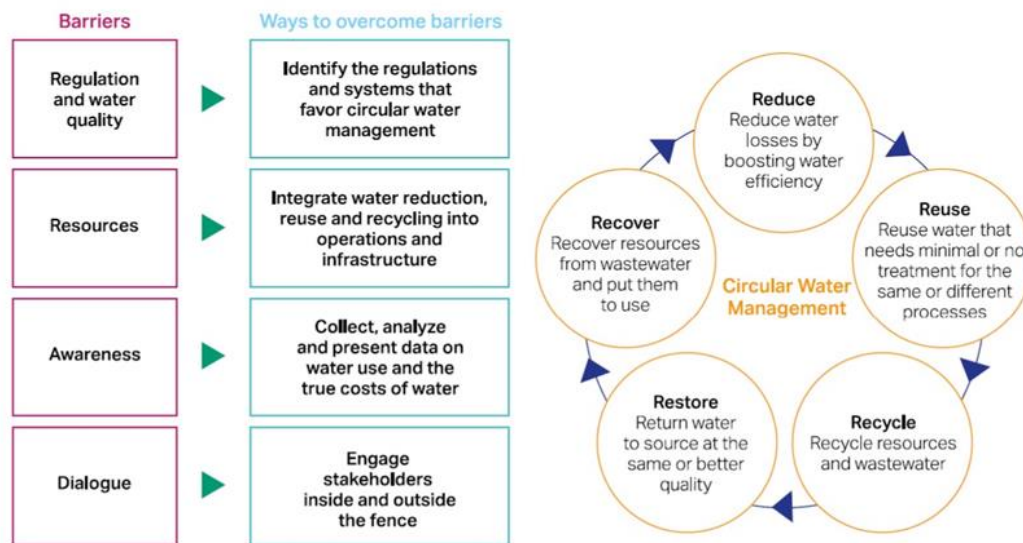 Barriers
Ways to overcome barriers
Regulation
and water
quality
Identify the regulations
and systems that
favor circular water
management
Resources
Integrate water reduction,
reuse and recycling into
operations and
infrastructure
Awareness
Collect, analyze
and present data on
water use and the
true costs of water
Dialogue
Engage
stakeholders
inside and outside
the fence
Reduce
Reduce water
losses by
boosting water
efficiency
Reuse
Reuse water that
needs minimal or no
treatment for the
same or different
processes
Recycle
Recycle resources
and wastewater
Restore
Return water
to source at the
same or better
quality
Recover
Recover resources
from wastewater
and put them
to use
Circular Water
Management